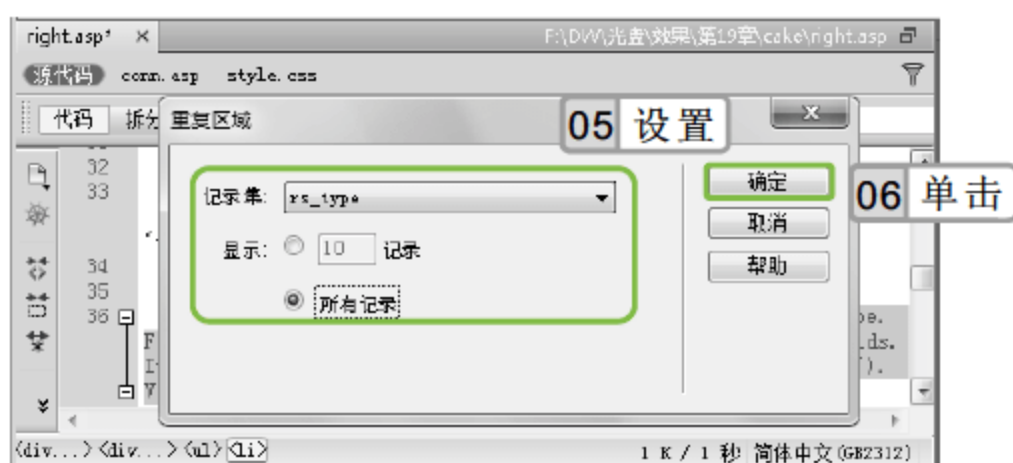 right.asp* × F:\DW\光盘\效果\第19章\cake\right.asp
源代码 conn.asp style.css
代码 拆分
重复区域
05 设置
32
33
记录集: rs_type
确定
06 单击
取消
显示: 10 记录
帮助
34
35
所有记录
36
pe.
F
.ds.
I
).
V
<div...><div...><ul><li> 1 K / 1 秒 简体中文(GB2312)